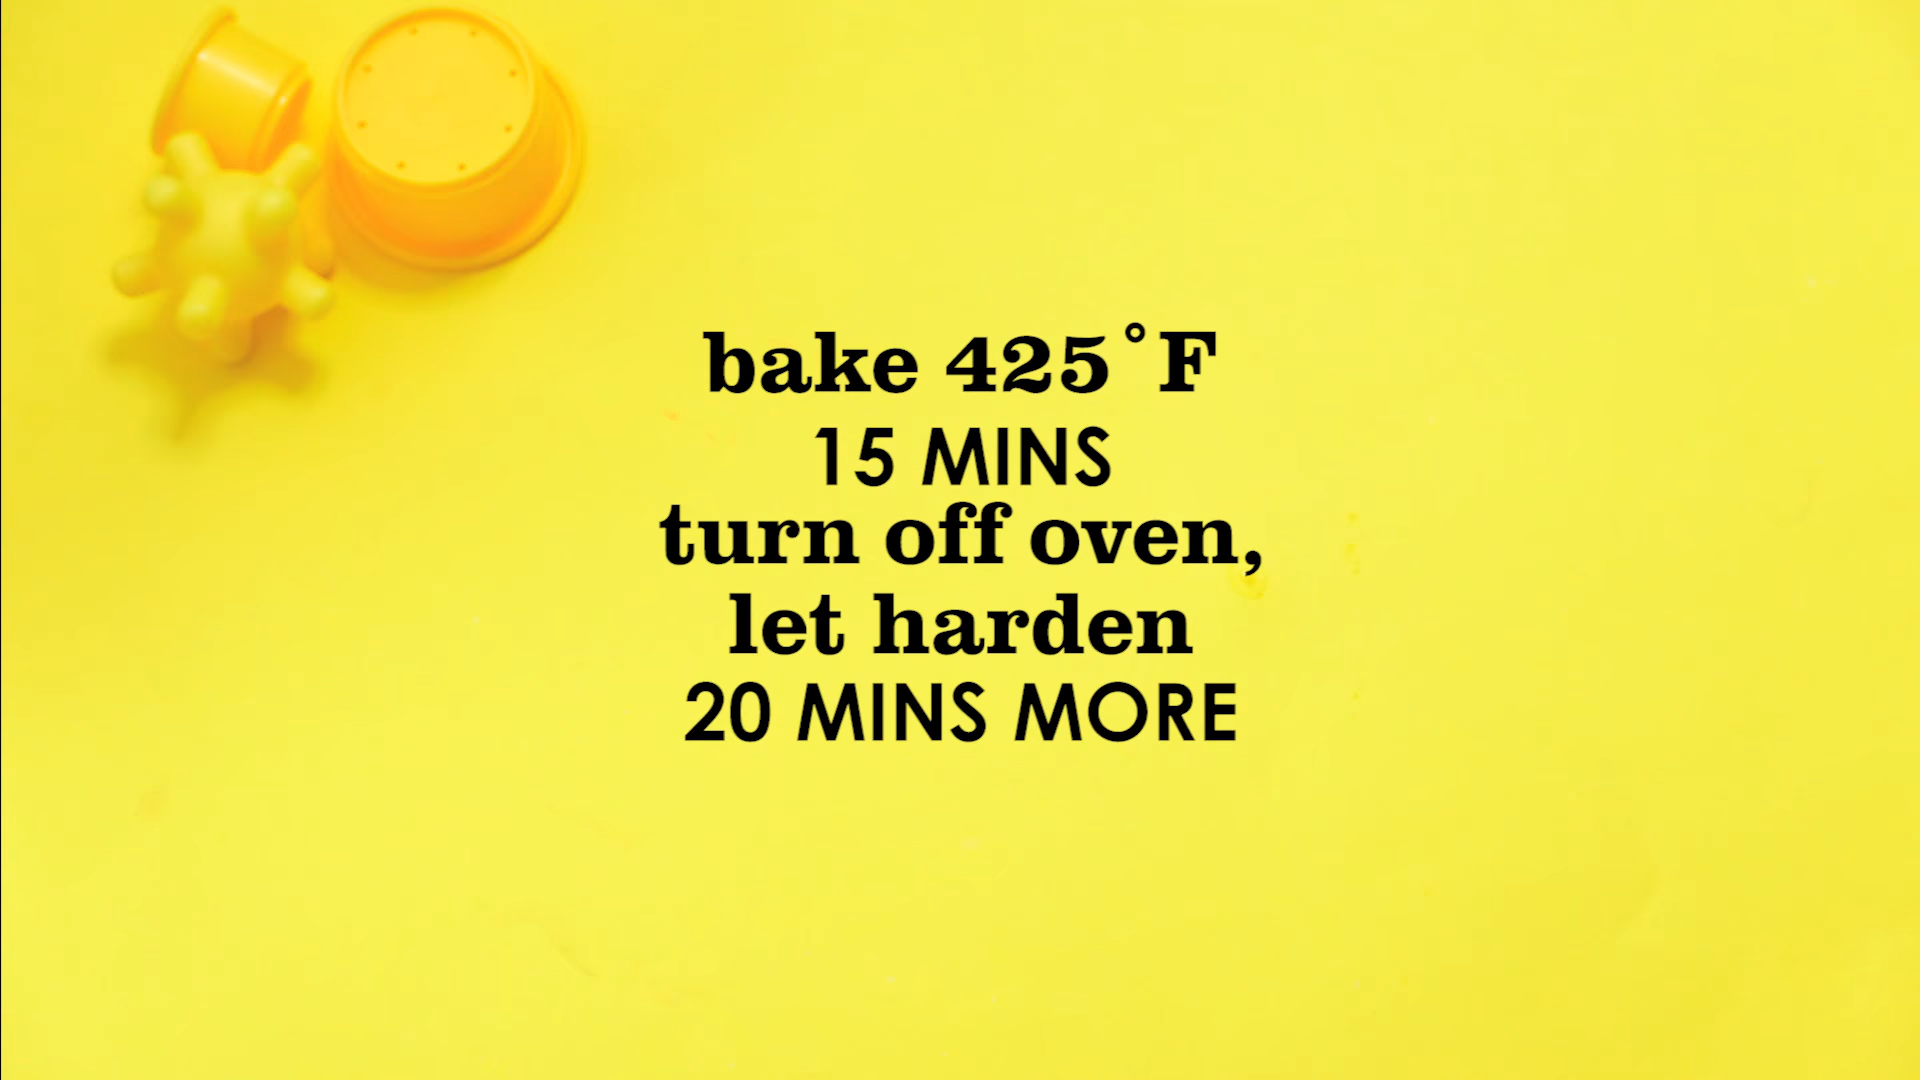 bake 425°F
15 MINS
turn off oven,
let harden
20 MINS MORE